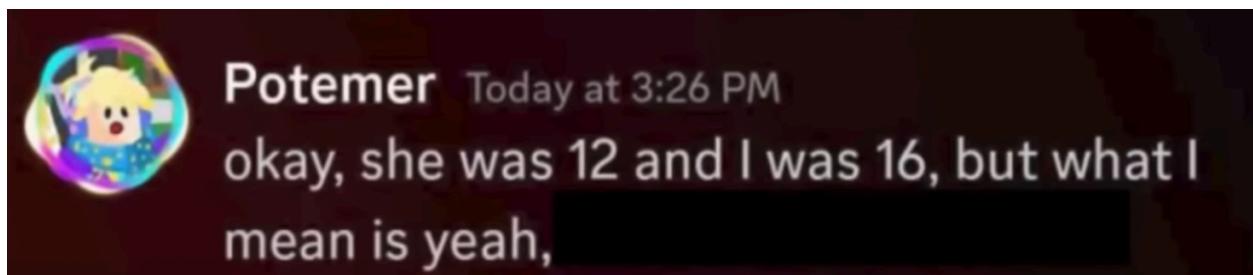 Potemer Today at 3:26 PM
okay, she was 12 and I was 16, but what I
mean is yeah,